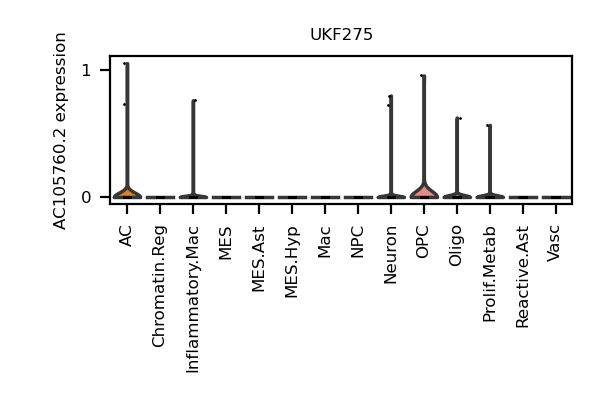 UKF275
AC105760.2 expression
1
0
AC
Chromatin.Reg
Inflammatory.Mac
MES
MES.Ast
MES.Hyp
Mac
NPC
Neuron
OPC
Oligo
Prolif.Metab
Reactive.Ast
Vasc